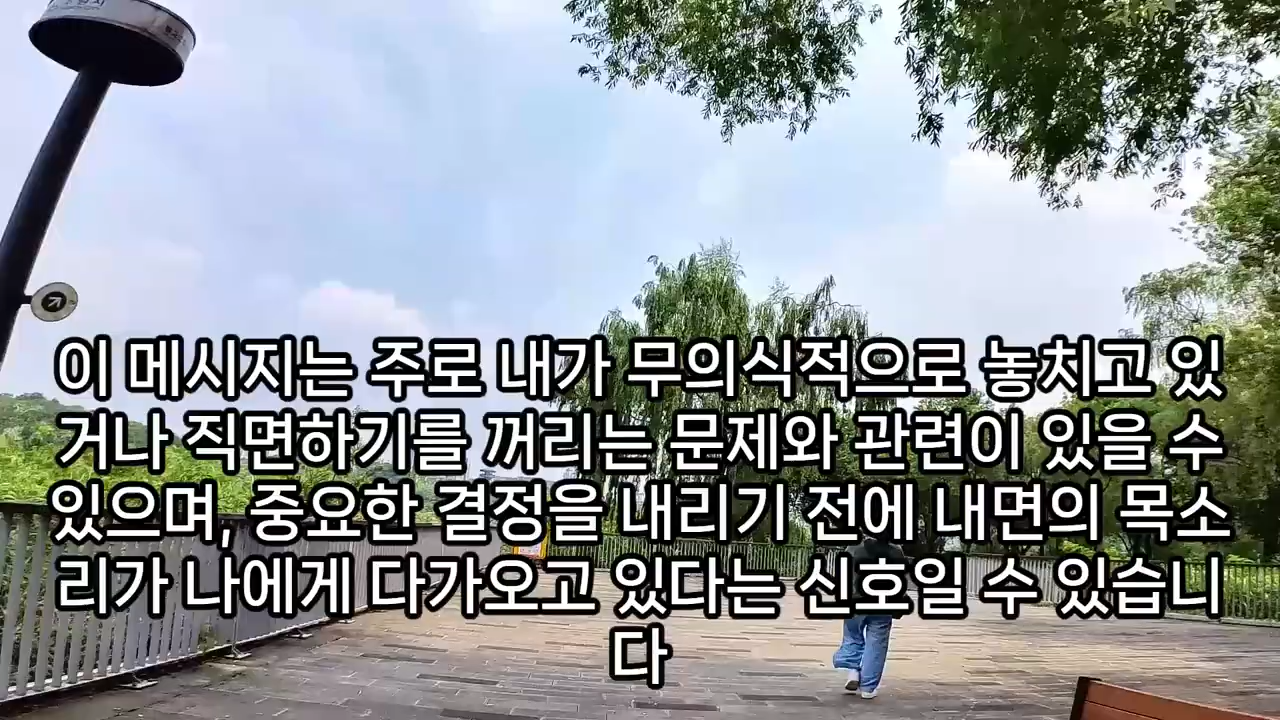 이 메시지는 주로 내가 무의식적으로 놓치고 있
거나 직면하기를 꺼리는 문제와 관련이 있을 수
있으며, 중요한 결정을 내리기 전에 내면의 목소
리가 나에게 다가오고 있다는 신호일 수 있습니
다